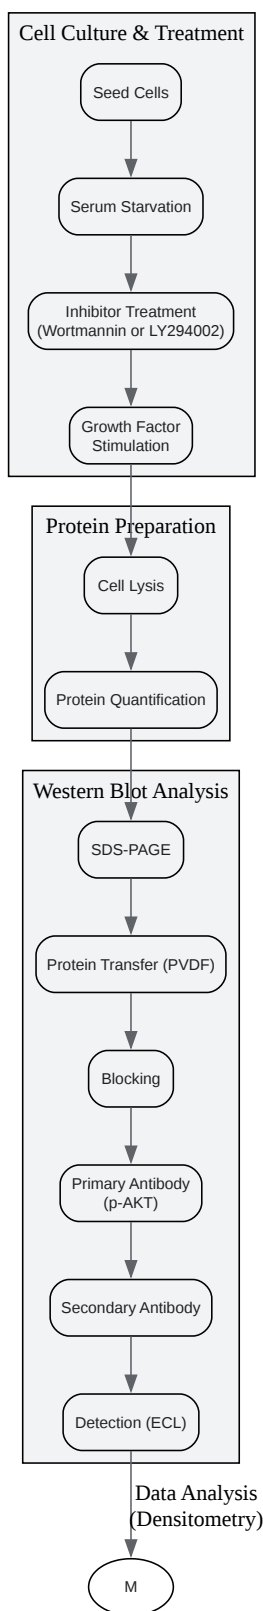 Cell Culture & Treatment
Seed Cells
Serum Starvation
Inhibitor Treatment
(Wortmannin or LY294002)
Growth Factor
Stimulation
Protein Preparation
Cell Lysis
Protein Quantification
Western Blot Analysis
SDS-PAGE
Protein Transfer (PVDF)
Blocking
Primary Antibody
(p-AKT)
Secondary Antibody
Detection (ECL)
Data Analysis
(Densitometry)
M